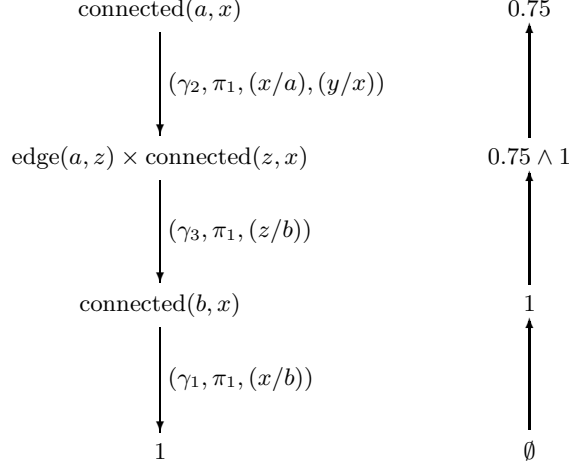 connected(a, x) 0.75
(γ₂, π₁, (x/a), (y/x))
edge(a, z) × connected(z, x) 0.75 ∧ 1
(γ₃, π₁, (z/b))
connected(b, x) 1
(γ₁, π₁, (x/b))
1 ∅